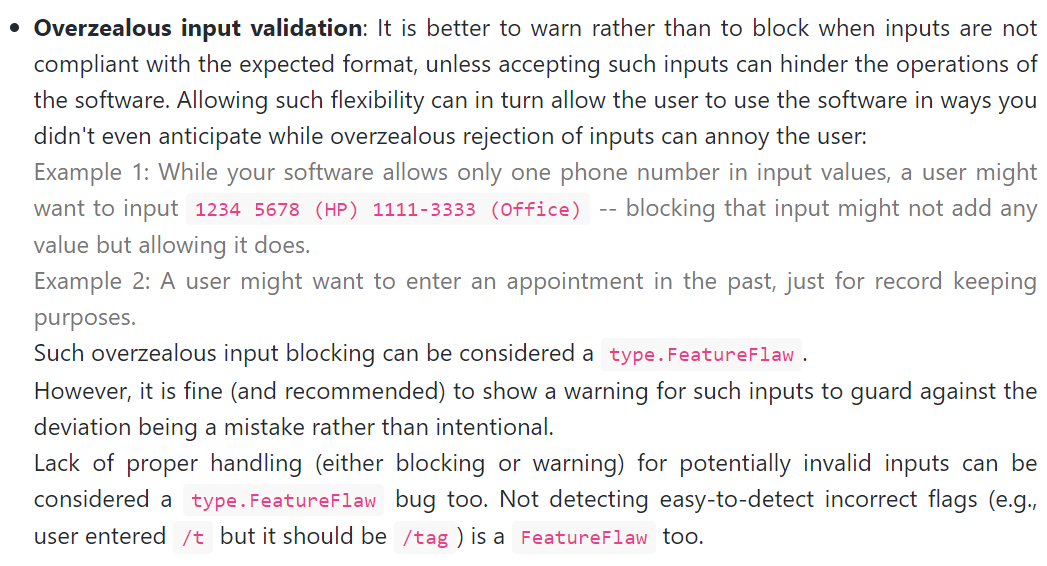 • Overzealous input validation: It is better to warn rather than to block when inputs are not
compliant with the expected format, unless accepting such inputs can hinder the operations of
the software. Allowing such flexibility can in turn allow the user to use the software in ways you
didn't even anticipate while overzealous rejection of inputs can annoy the user:
Example 1: While your software allows only one phone number in input values, a user might
want to input 1234 5678 (HP) 1111-3333 (Office) -- blocking that input might not add any
value but allowing it does.
Example 2: A user might want to enter an appointment in the past, just for record keeping
purposes.
Such overzealous input blocking can be considered a type.FeatureFlaw.
However, it is fine (and recommended) to show a warning for such inputs to guard against the
deviation being a mistake rather than intentional.
Lack of proper handling (either blocking or warning) for potentially invalid inputs can be
considered a type.FeatureFlaw bug too. Not detecting easy-to-detect incorrect flags (e.g.,
user entered /t but it should be /tag) is a FeatureFlaw too.